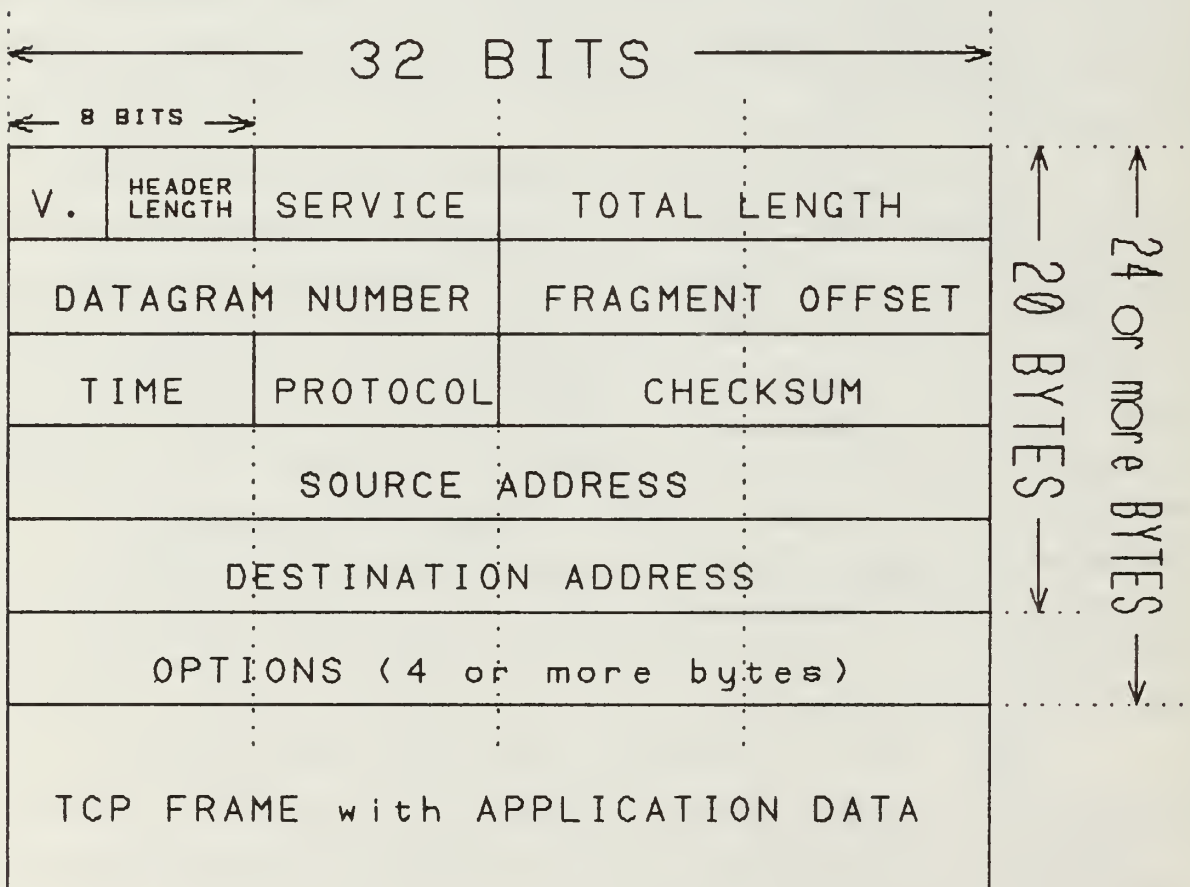 32 BITS
8 BITS
V.
HEADER
LENGTH
SERVICE
TOTAL LENGTH
DATAGRAM NUMBER
FRAGMENT OFFSET
TIME
PROTOCOL
CHECKSUM
SOURCE ADDRESS
DESTINATION ADDRESS
OPTIONS (4 or more bytes)
TCP FRAME with APPLICATION DATA
20 BYTES
24 or more BYTES